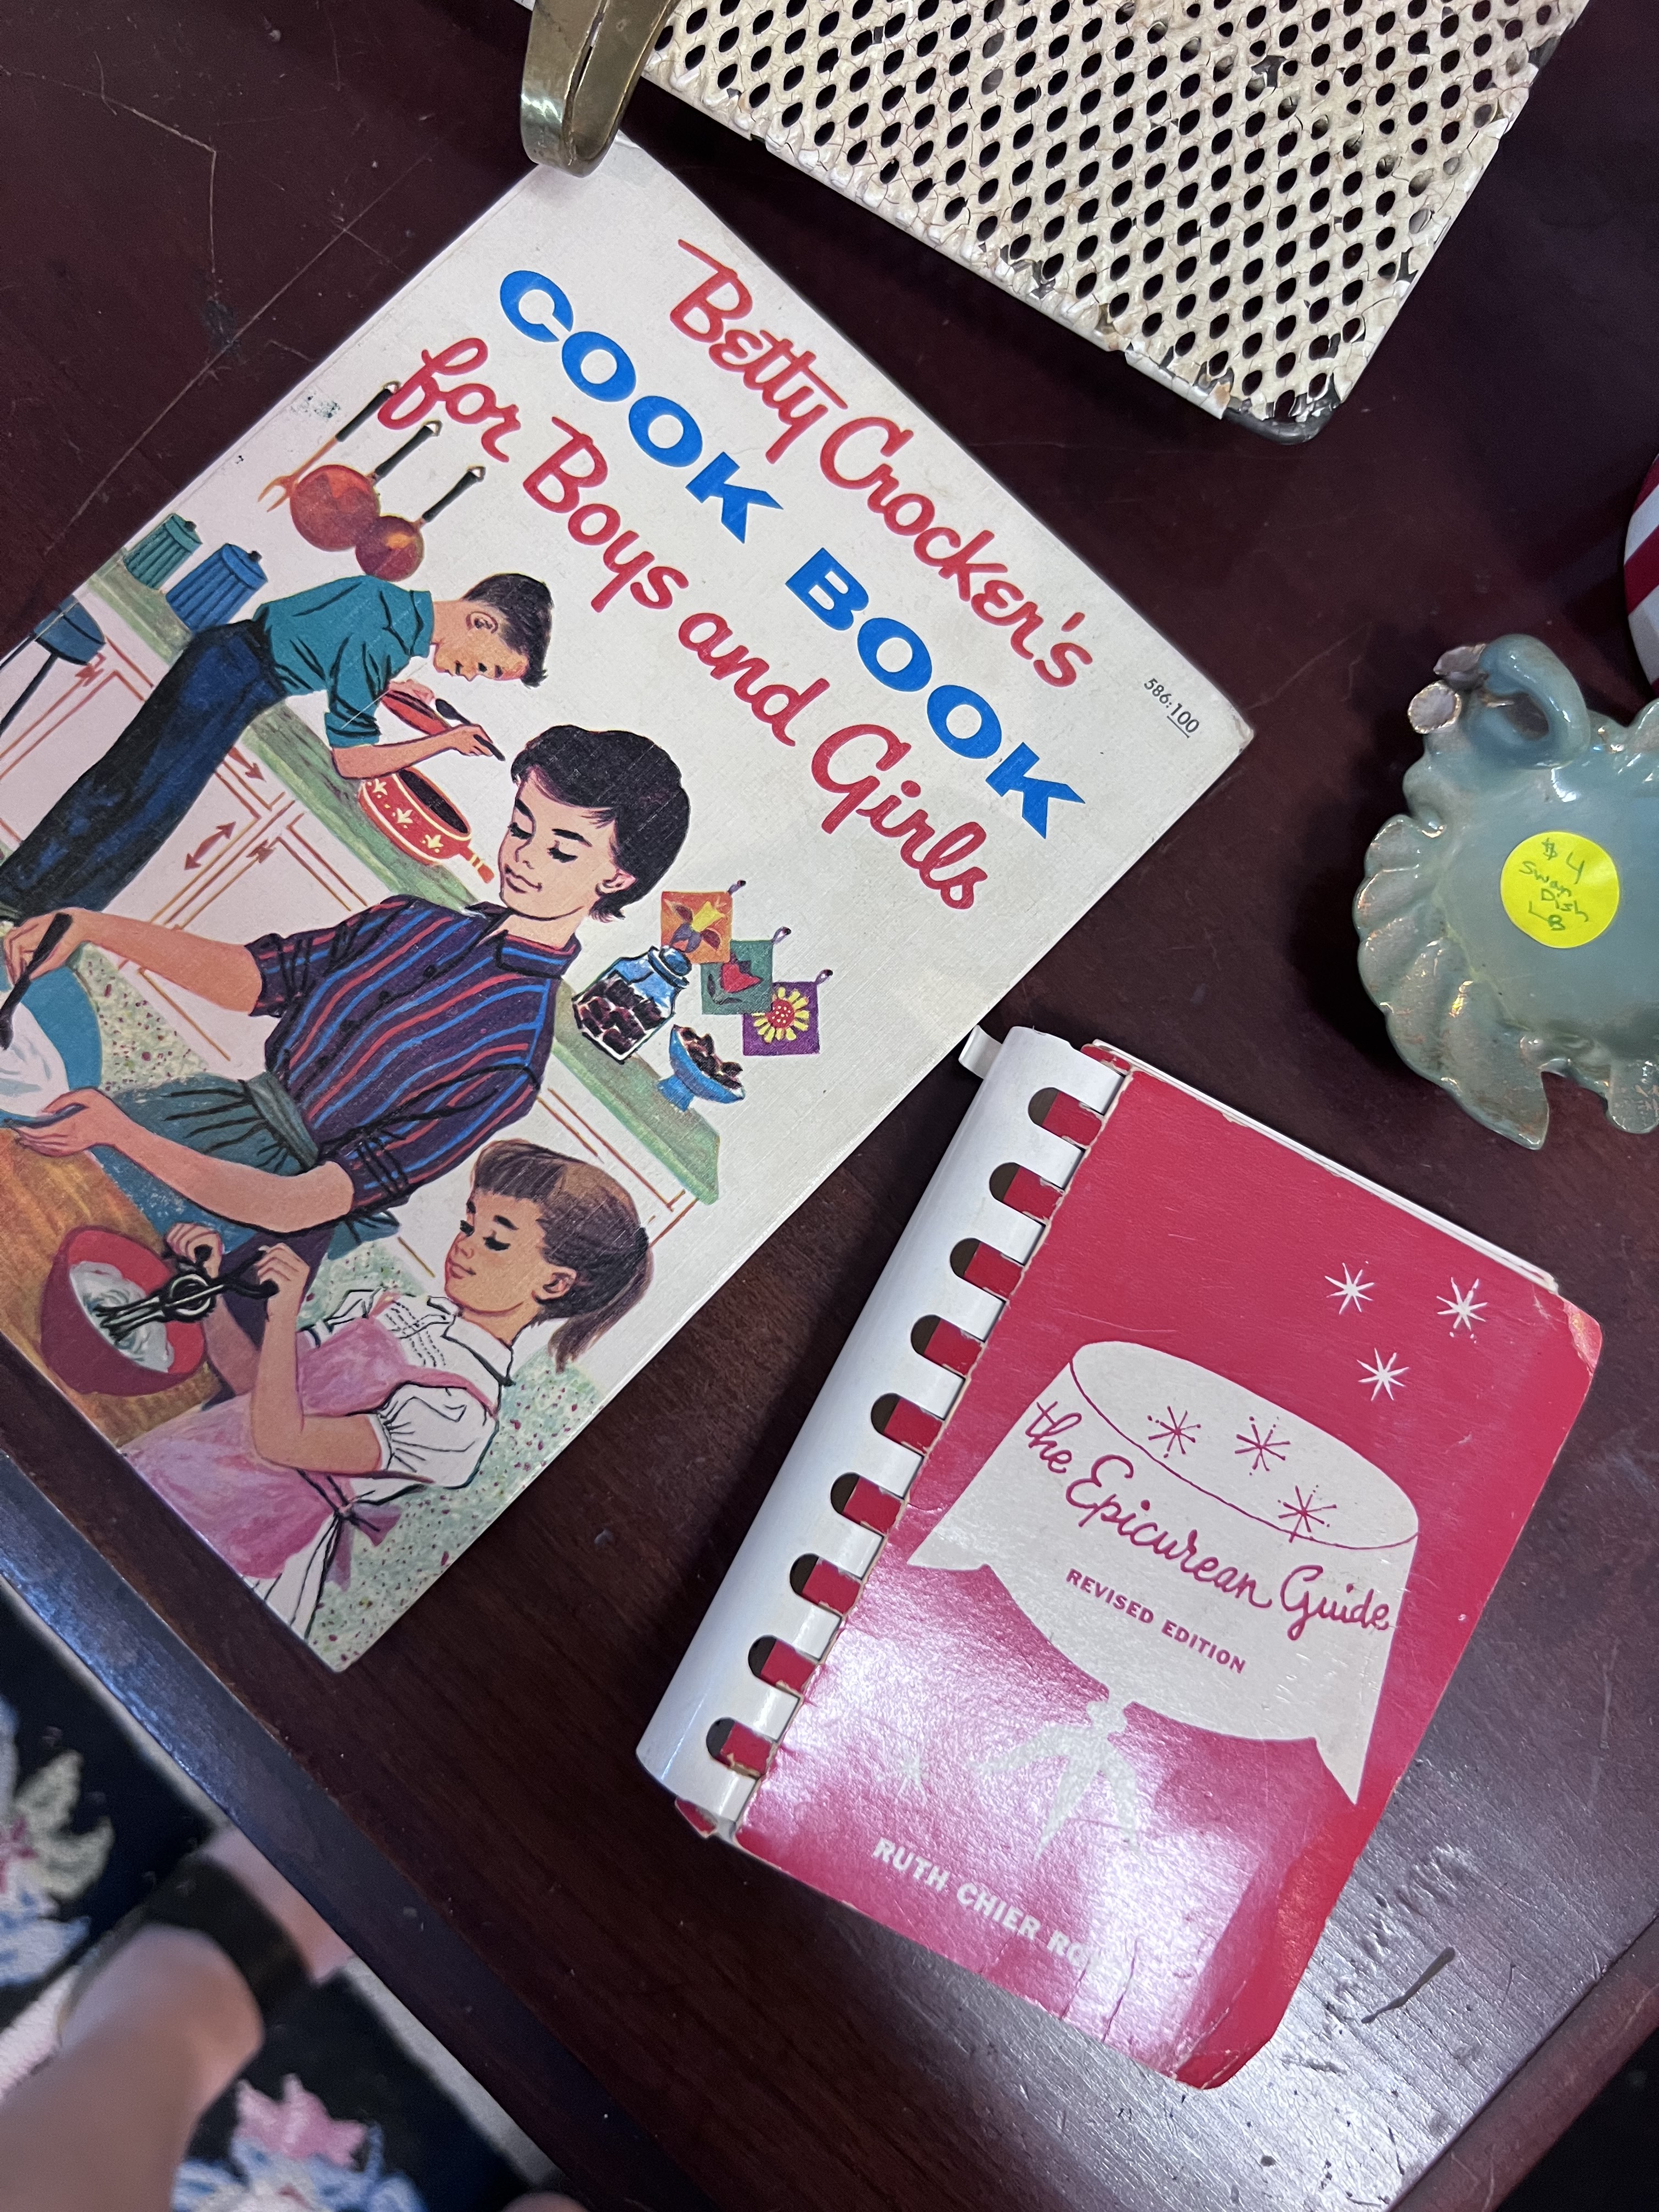 Betty Crocker's
COOK BOOK
for Boys and Girls
586:100
$4
Swan
Dish
LB
the Epicurean Guide
REVISED EDITION
RUTH CHIER